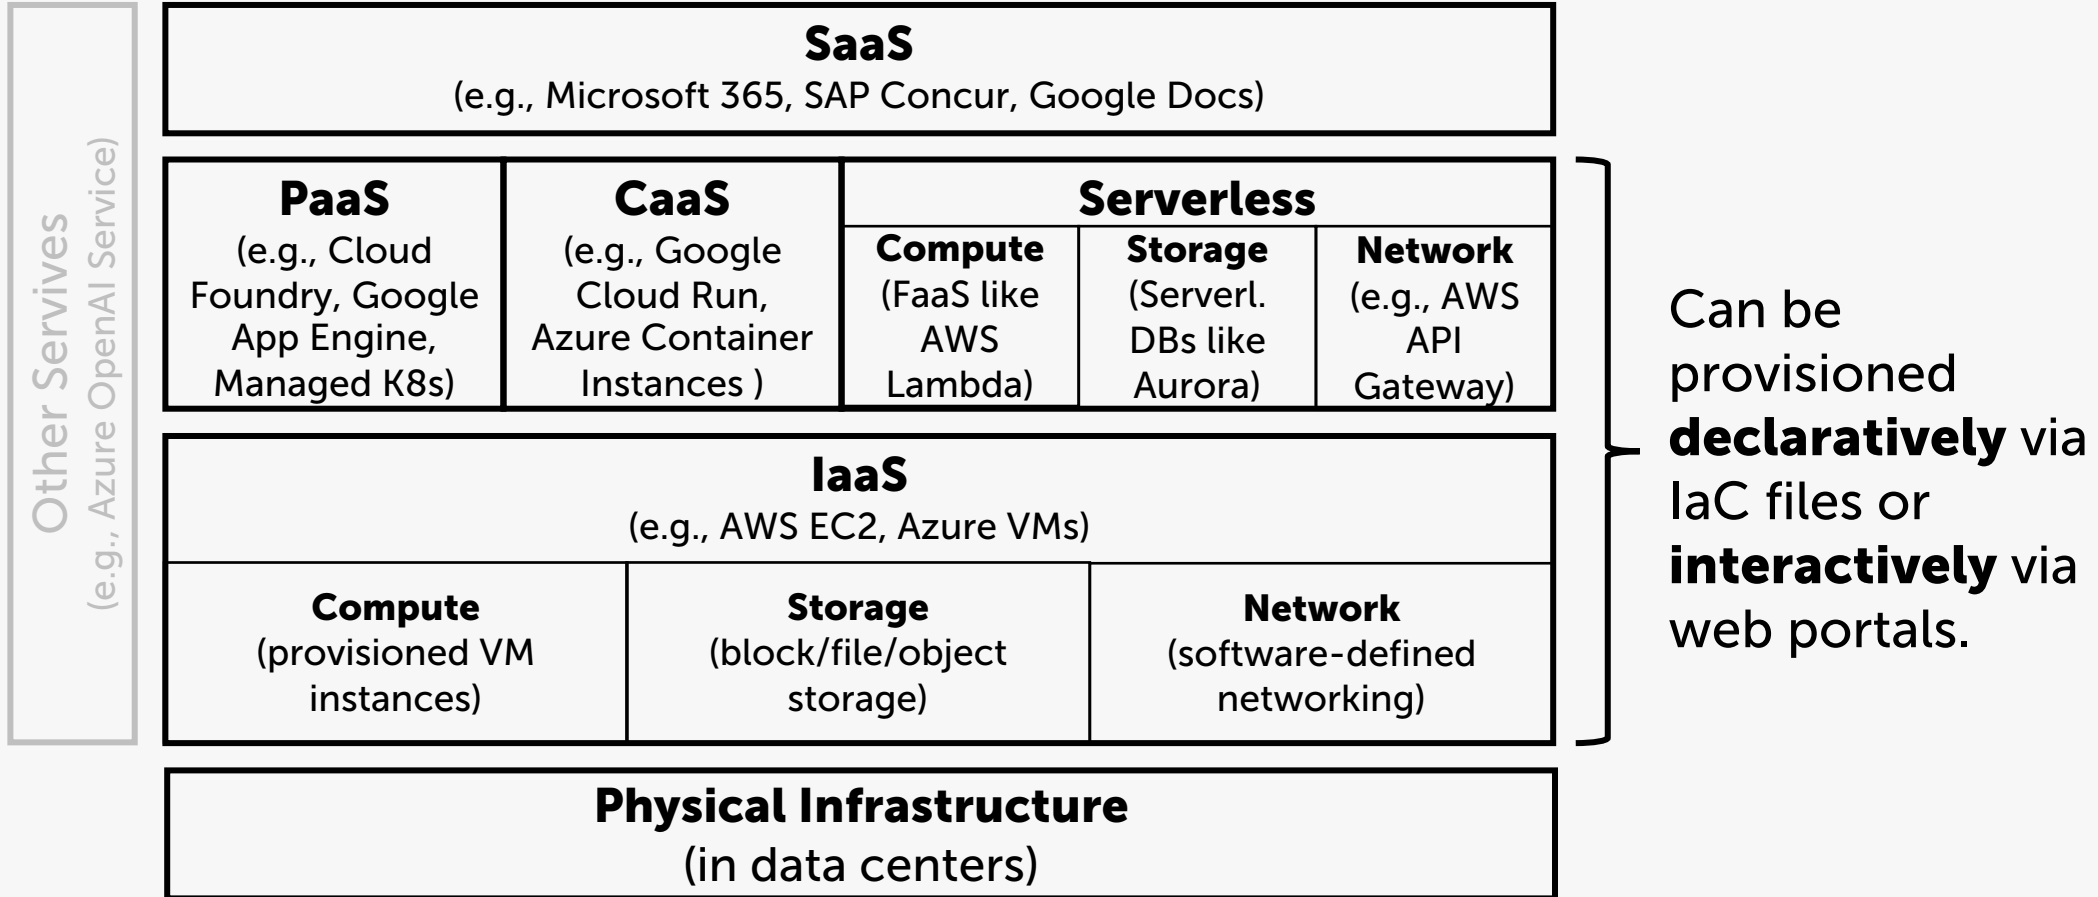 Other Servives
(e.g., Azure OpenAI Service)
SaaS
(e.g., Microsoft 365, SAP Concur, Google Docs)
PaaS
(e.g., Cloud
Foundry, Google
App Engine,
Managed K8s)
CaaS
(e.g., Google
Cloud Run,
Azure Container
Instances )
Serverless
Compute
(FaaS like
AWS
Lambda)
Storage
(Serverl.
DBs like
Aurora)
Network
(e.g., AWS
API
Gateway)
IaaS
(e.g., AWS EC2, Azure VMs)
Compute
(provisioned VM
instances)
Storage
(block/file/object
storage)
Network
(software-defined
networking)
Physical Infrastructure
(in data centers)
Can be
provisioned
declaratively via
IaC files or
interactively via
web portals.